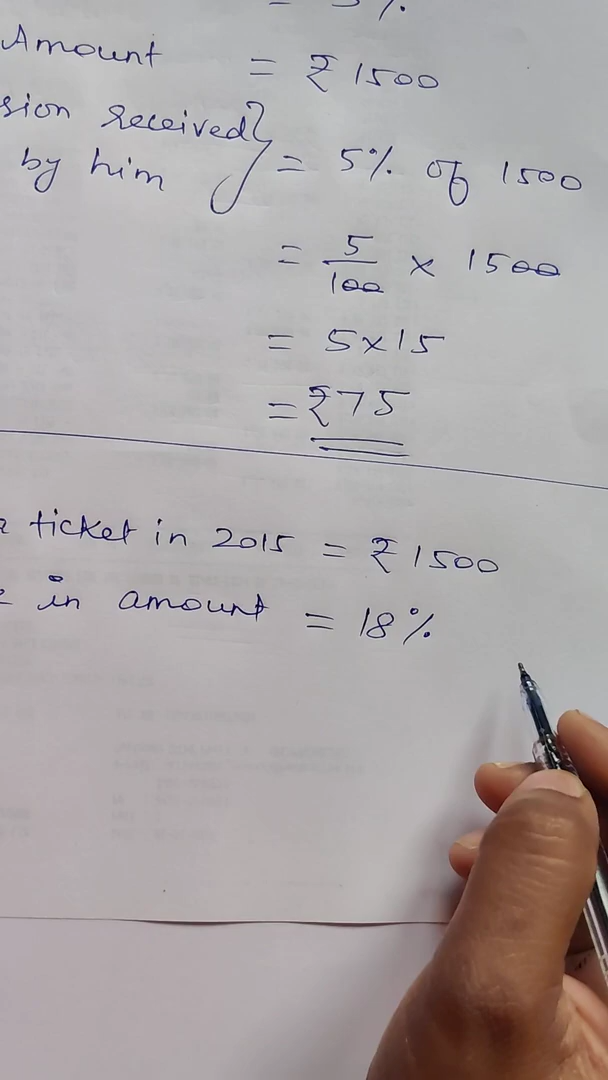 = 5%
Amount = ₹1500
sion received
by him } = 5% of 1500
= 5/100 × 1500
= 5×15
= ₹75
ticket in 2015 = ₹1500
in amount = 18%